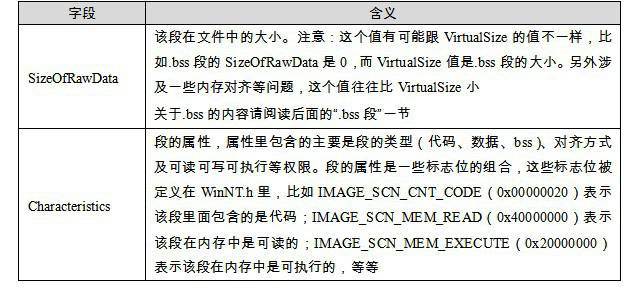 字段 含义
该段在文件中的大小。注意：这个值有可能跟 VirtualSize 的值不一样，比
如.bss 段的 SizeOfRawData 是 0，而 VirtualSize 值是.bss 段的大小。另外涉
SizeOfRawData
及一些内存对齐等问题，这个值往往比 VirtualSize 小
关于.bss 的内容请阅读后面的“.bss 段”一节
段的属性，属性里包含的主要是段的类型（代码、数据、bss）、对齐方式
及可读可写可执行等权限。段的属性是一些标志位的组合，这些标志位被
定义在 WinNT.h 里，比如 IMAGE_SCN_CNT_CODE（0x00000020）表示
Characteristics
该段里面包含的是代码；IMAGE_SCN_MEM_READ（0x40000000）表示
该段在内存中是可读的；IMAGE_SCN_MEM_EXECUTE（0x20000000）
表示该段在内存中是可执行的，等等